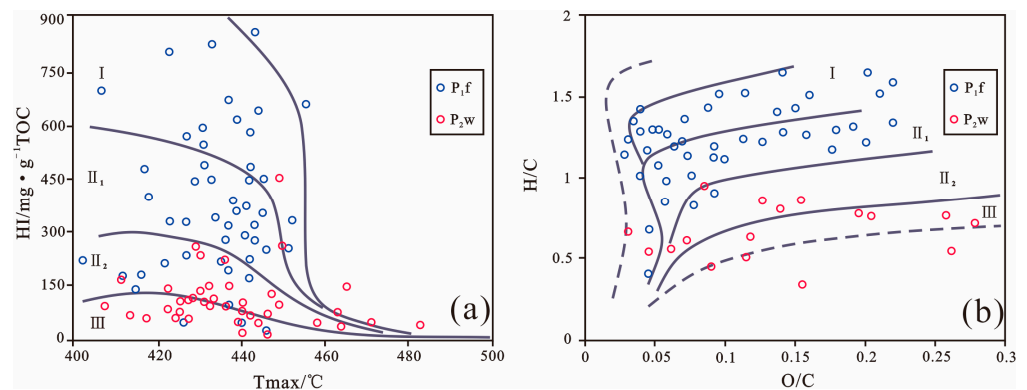 900
750
600
450
300
150
0
HI/mg·g⁻¹TOC
I
II₁
II₂
III
P₁f
P₂w
(a)
400
420
440
460
480
500
Tmax/℃
2
1.5
1
0.5
0
H/C
I
II₁
II₂
III
P₁f
P₂w
(b)
0
0.05
0.1
0.15
0.2
0.25
0.3
O/C